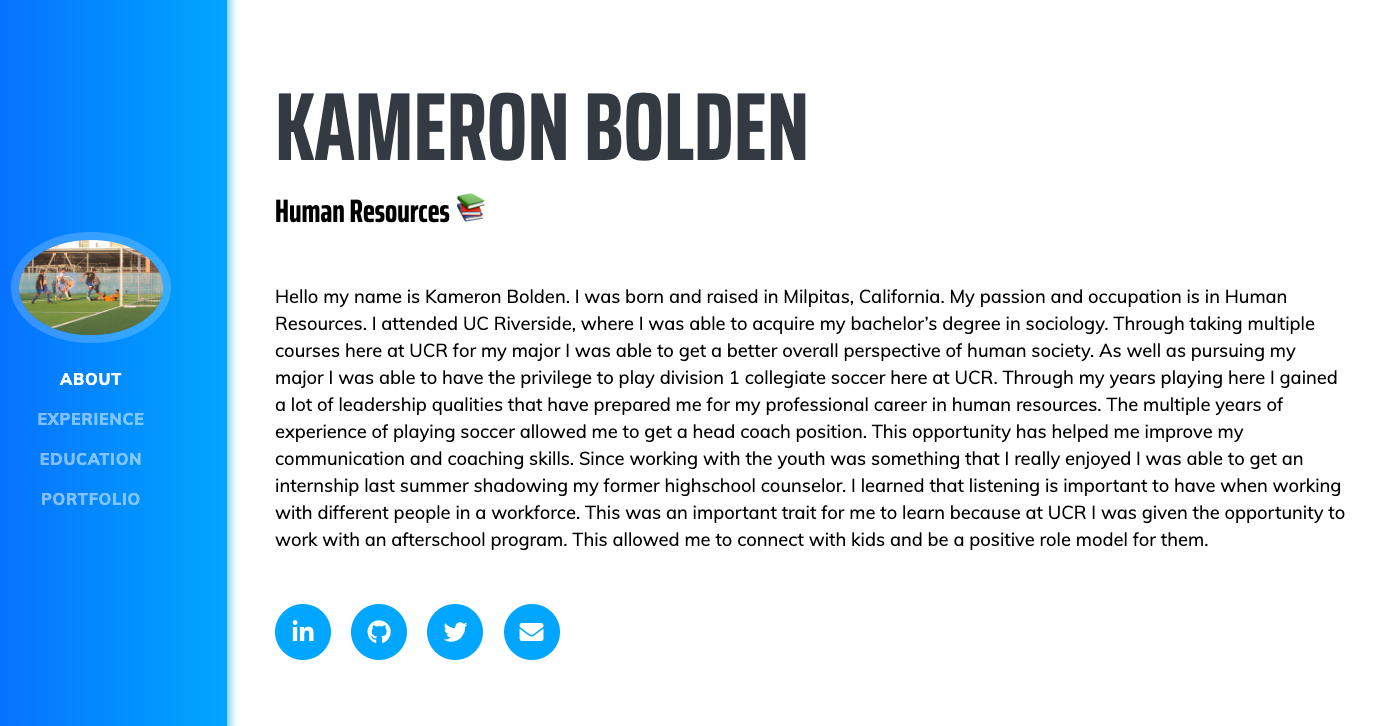 KAMERON BOLDEN
Human Resources 📚
ABOUT
EXPERIENCE
EDUCATION
PORTFOLIO
Hello my name is Kameron Bolden. I was born and raised in Milpitas, California. My passion and occupation is in Human
Resources. I attended UC Riverside, where I was able to acquire my bachelor’s degree in sociology. Through taking multiple
courses here at UCR for my major I was able to get a better overall perspective of human society. As well as pursuing my
major I was able to have the privilege to play division 1 collegiate soccer here at UCR. Through my years playing here I gained
a lot of leadership qualities that have prepared me for my professional career in human resources. The multiple years of
experience of playing soccer allowed me to get a head coach position. This opportunity has helped me improve my
communication and coaching skills. Since working with the youth was something that I really enjoyed I was able to get an
internship last summer shadowing my former highschool counselor. I learned that listening is important to have when working
with different people in a workforce. This was an important trait for me to learn because at UCR I was given the opportunity to
work with an afterschool program. This allowed me to connect with kids and be a positive role model for them.
in